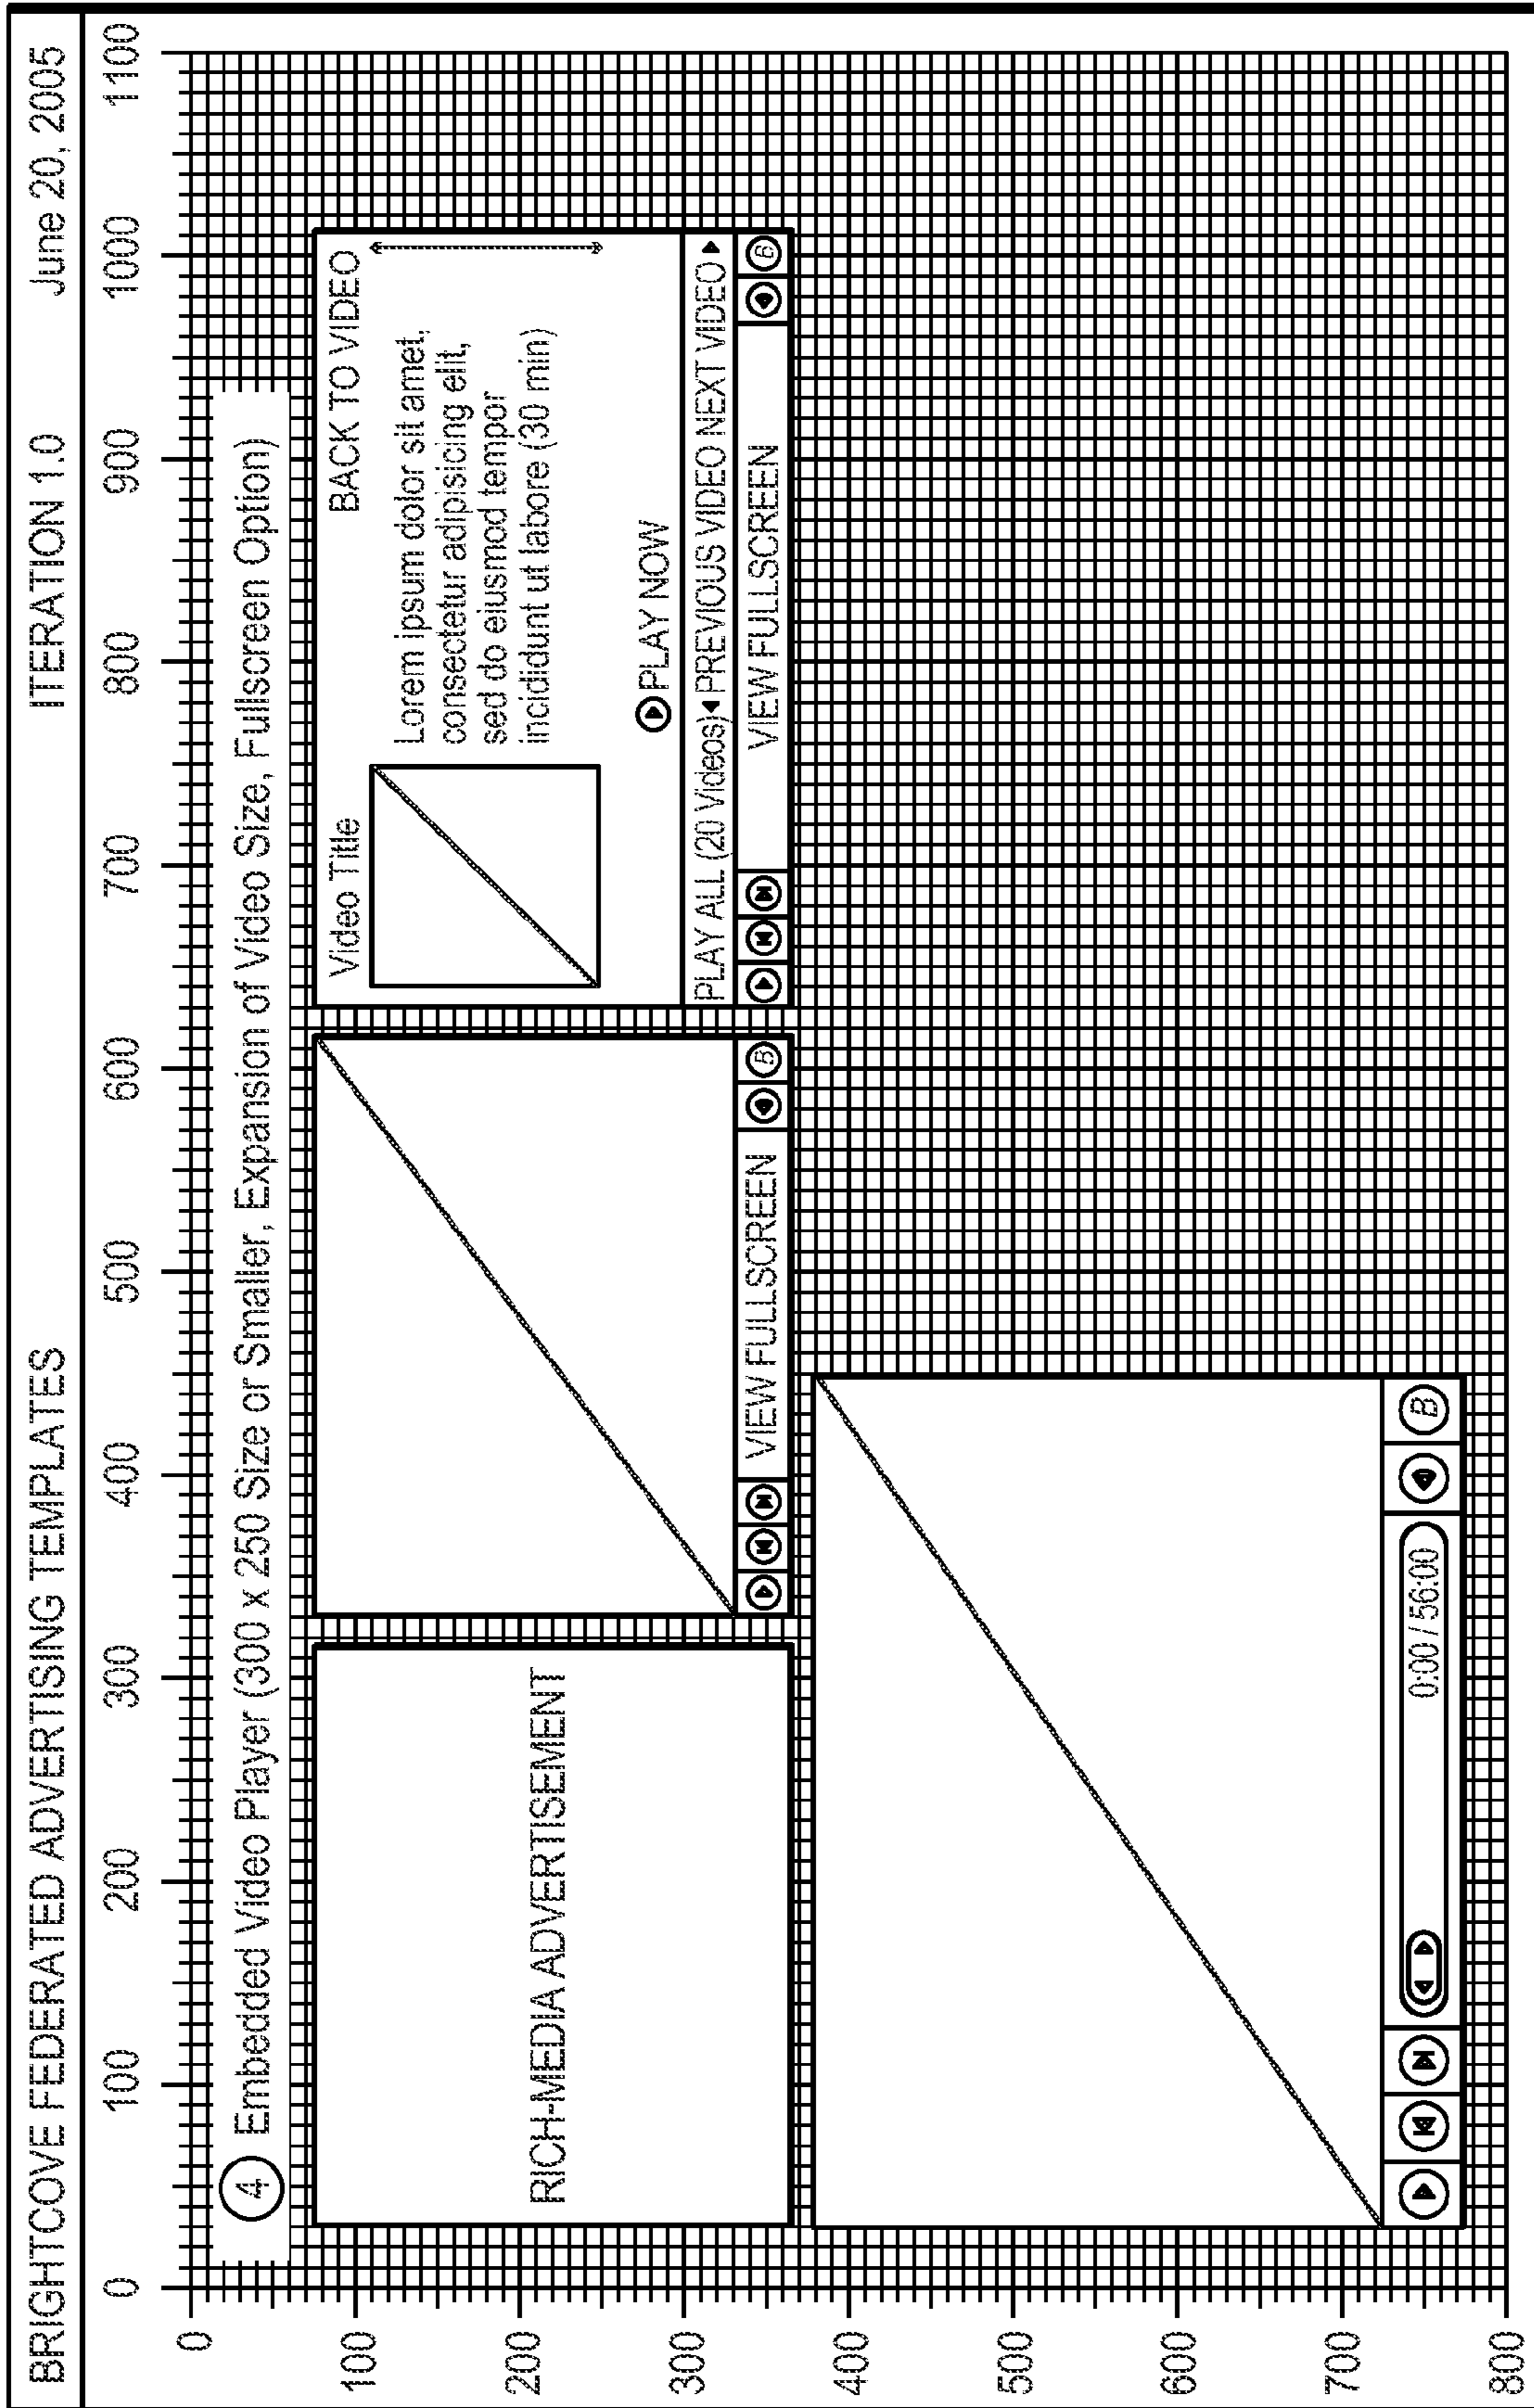 BRIGHTCOVE FEDERATED ADVERTISING TEMPLATES ITERATION 1.0 June 20, 2005
0 100 200 300 400 500 600 700 800 900 1000 1100
0
100
200
300
400
500
600
700
800
4 Embedded Video Player (300 x 250 Size or Smaller, Expansion of Video Size, Fullscreen Option)
RICH-MEDIA ADVERTISEMENT
VIEW FULLSCREEN
B
Video Title
BACK TO VIDEO
Lorem ipsum dolor sit amet,
consectetur adipisicing elit,
sed do eiusmod tempor
incididunt ut labore (30 min)
PLAY NOW
PLAY ALL (20 Videos) PREVIOUS VIDEO NEXT VIDEO
VIEW FULLSCREEN
B
0:00 / 56:00
B